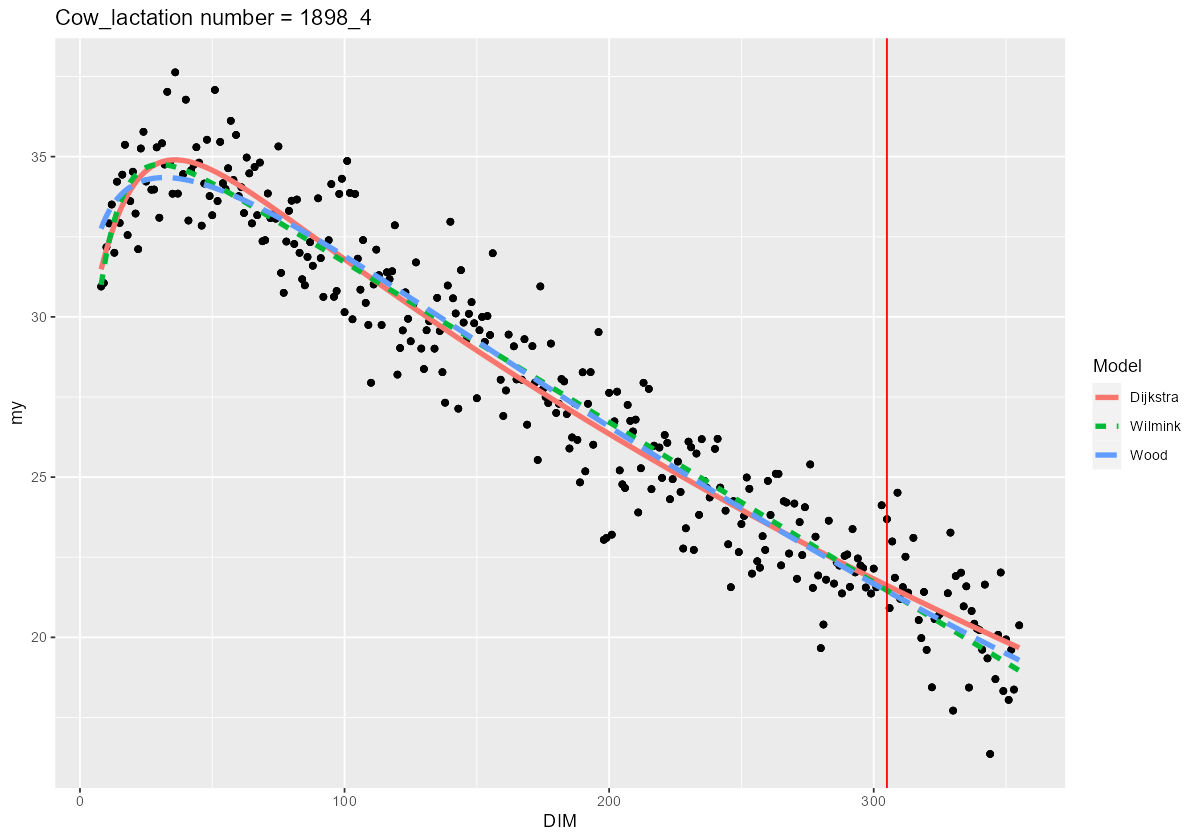 Cow_lactation number = 1898_4
my
35
30
25
20
0 100 200 300
DIM
Model
Dijkstra
Wilmink
Wood